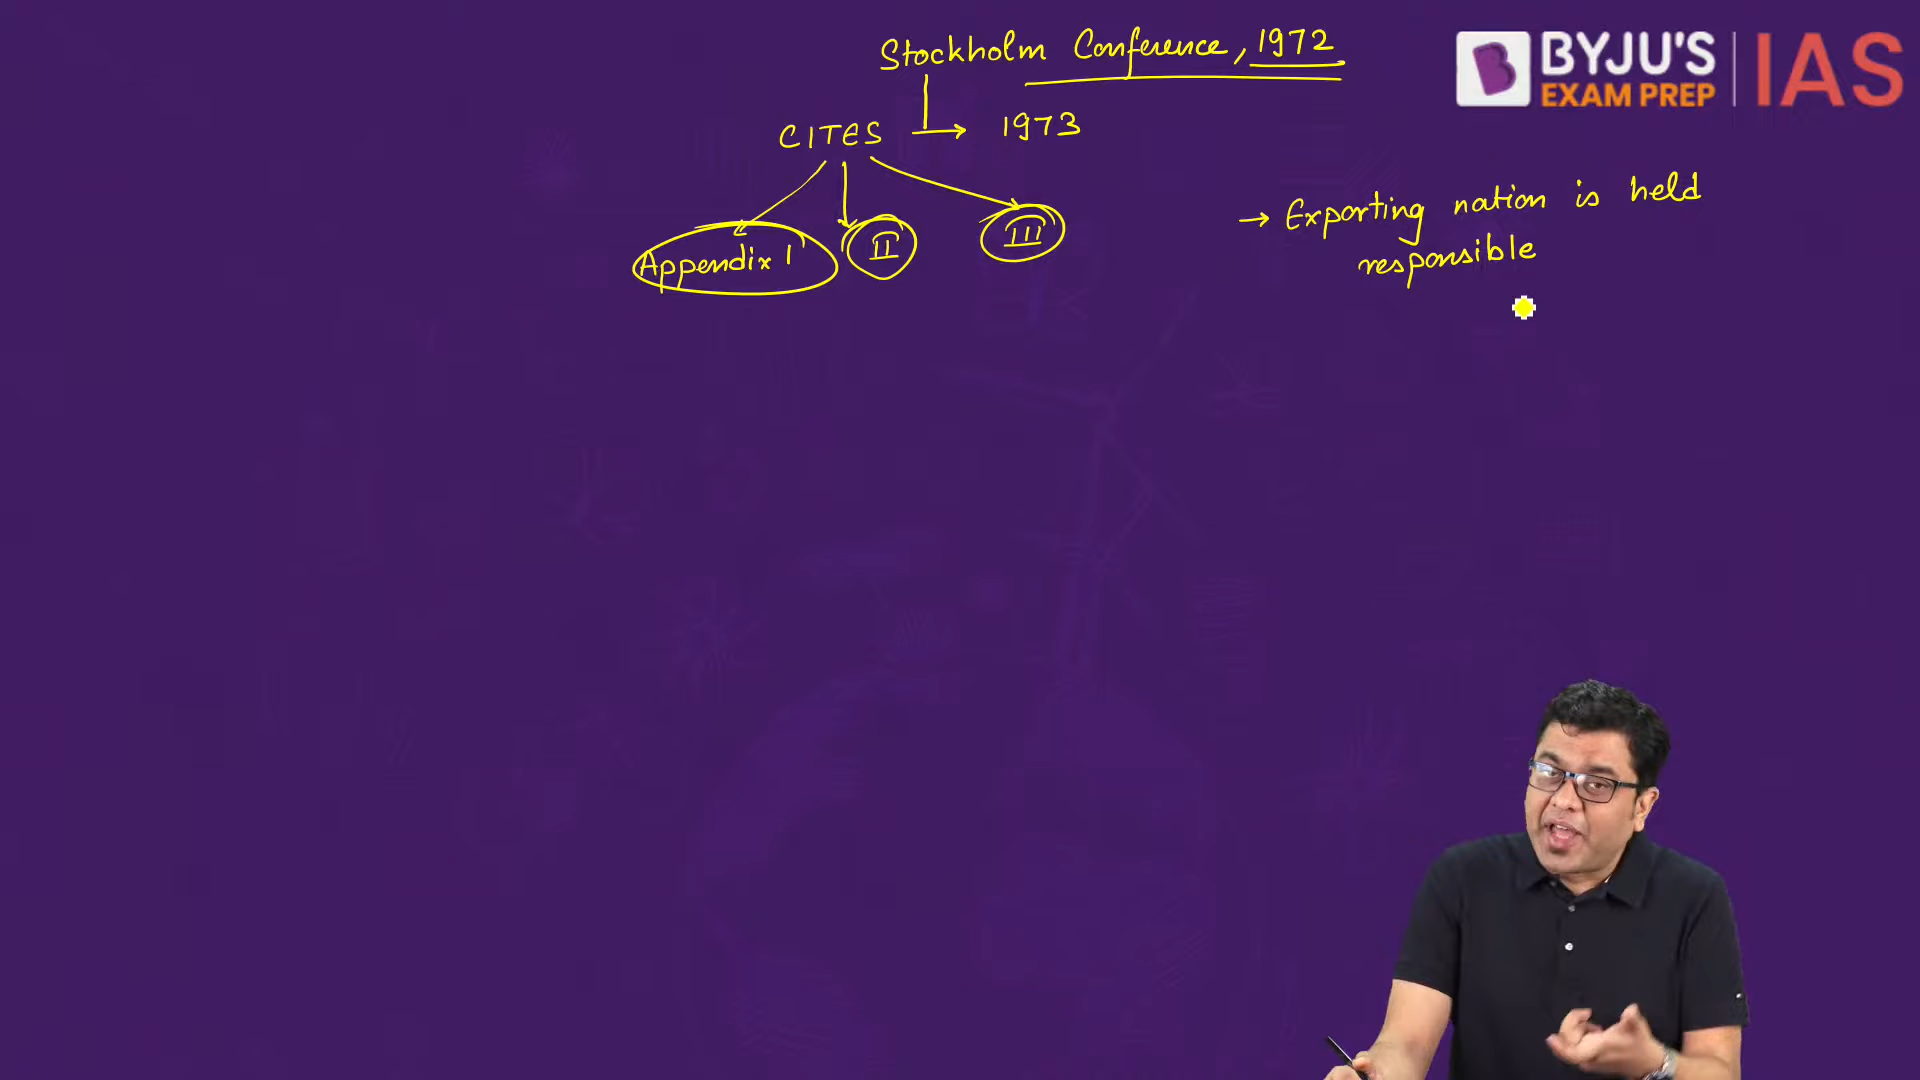 Stockholm Conference, 1972
BYJU'S
EXAM PREP
IAS
CITES → 1973
→ Exporting nation is held
responsible
Appendix I
II
III